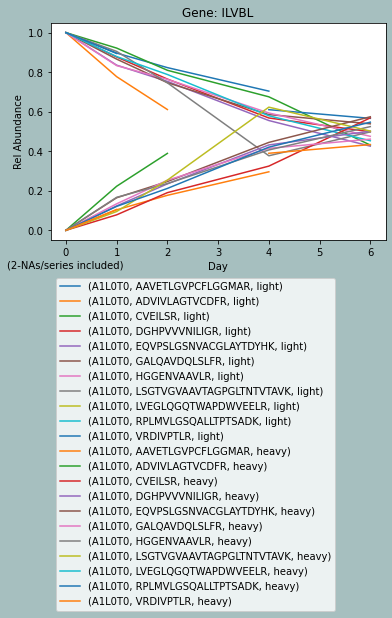 Gene: ILVBL
1.0
0.8
0.6
0.4
0.2
0.0
Rel Abundance
0 1 2 3 4 5 6
(2-NAs/series included)
Day
(A1L0T0, AAVETLGVPCFLGGMAR, light)
(A1L0T0, ADVIVLAGTVCDFR, light)
(A1L0T0, CVEILSR, light)
(A1L0T0, DGHPVVVNILIGR, light)
(A1L0T0, EQVPSLGSNVACGLAYTDYHK, light)
(A1L0T0, GALQAVDQLSLFR, light)
(A1L0T0, HGGENVAAVLR, light)
(A1L0T0, LSGTVGVAAVTAGPGLTNTVTAVK, light)
(A1L0T0, LVEGLQGQTWAPDWVEELR, light)
(A1L0T0, RPLMVLGSQALLTPTSADK, light)
(A1L0T0, VRDIVPTLR, light)
(A1L0T0, AAVETLGVPCFLGGMAR, heavy)
(A1L0T0, ADVIVLAGTVCDFR, heavy)
(A1L0T0, CVEILSR, heavy)
(A1L0T0, DGHPVVVNILIGR, heavy)
(A1L0T0, EQVPSLGSNVACGLAYTDYHK, heavy)
(A1L0T0, GALQAVDQLSLFR, heavy)
(A1L0T0, HGGENVAAVLR, heavy)
(A1L0T0, LSGTVGVAAVTAGPGLTNTVTAVK, heavy)
(A1L0T0, LVEGLQGQTWAPDWVEELR, heavy)
(A1L0T0, RPLMVLGSQALLTPTSADK, heavy)
(A1L0T0, VRDIVPTLR, heavy)